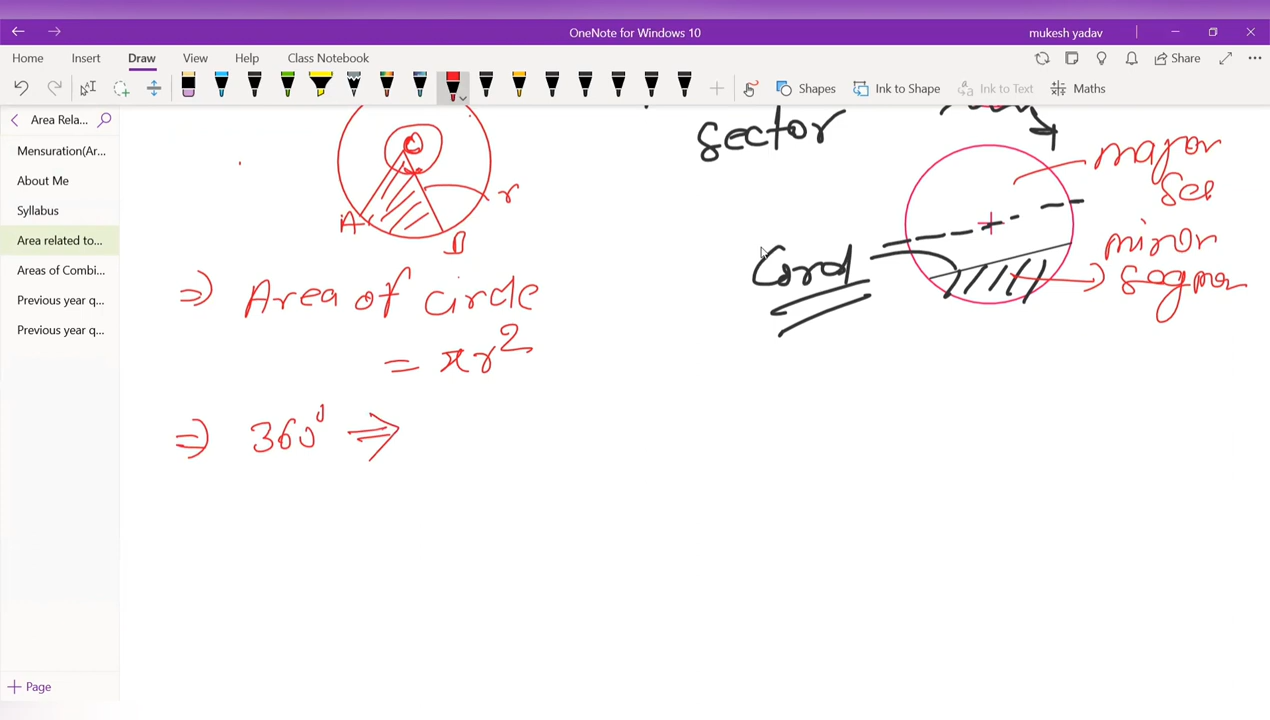 OneNote for Windows 10
mukesh yadav
Home Insert Draw View Help Class Notebook
Share
Shapes
Ink to Shape
Ink to Text
Maths
Area Rela...
Mensuration(Ar...
About Me
Syllabus
Area related to...
Areas of Combi...
Previous year q...
Previous year q...
Page
sector
C
A
B
r
major
Se
minor
Cord
⇒ Area of circle
= πr²
⇒ 360° ⇒